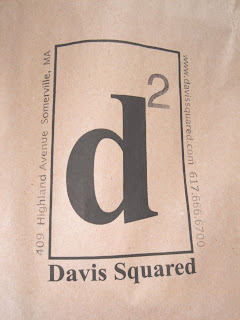 409 Highland Avenue Somerville, MA
d2
www.davissquared.com 617.666.6700
Davis Squared